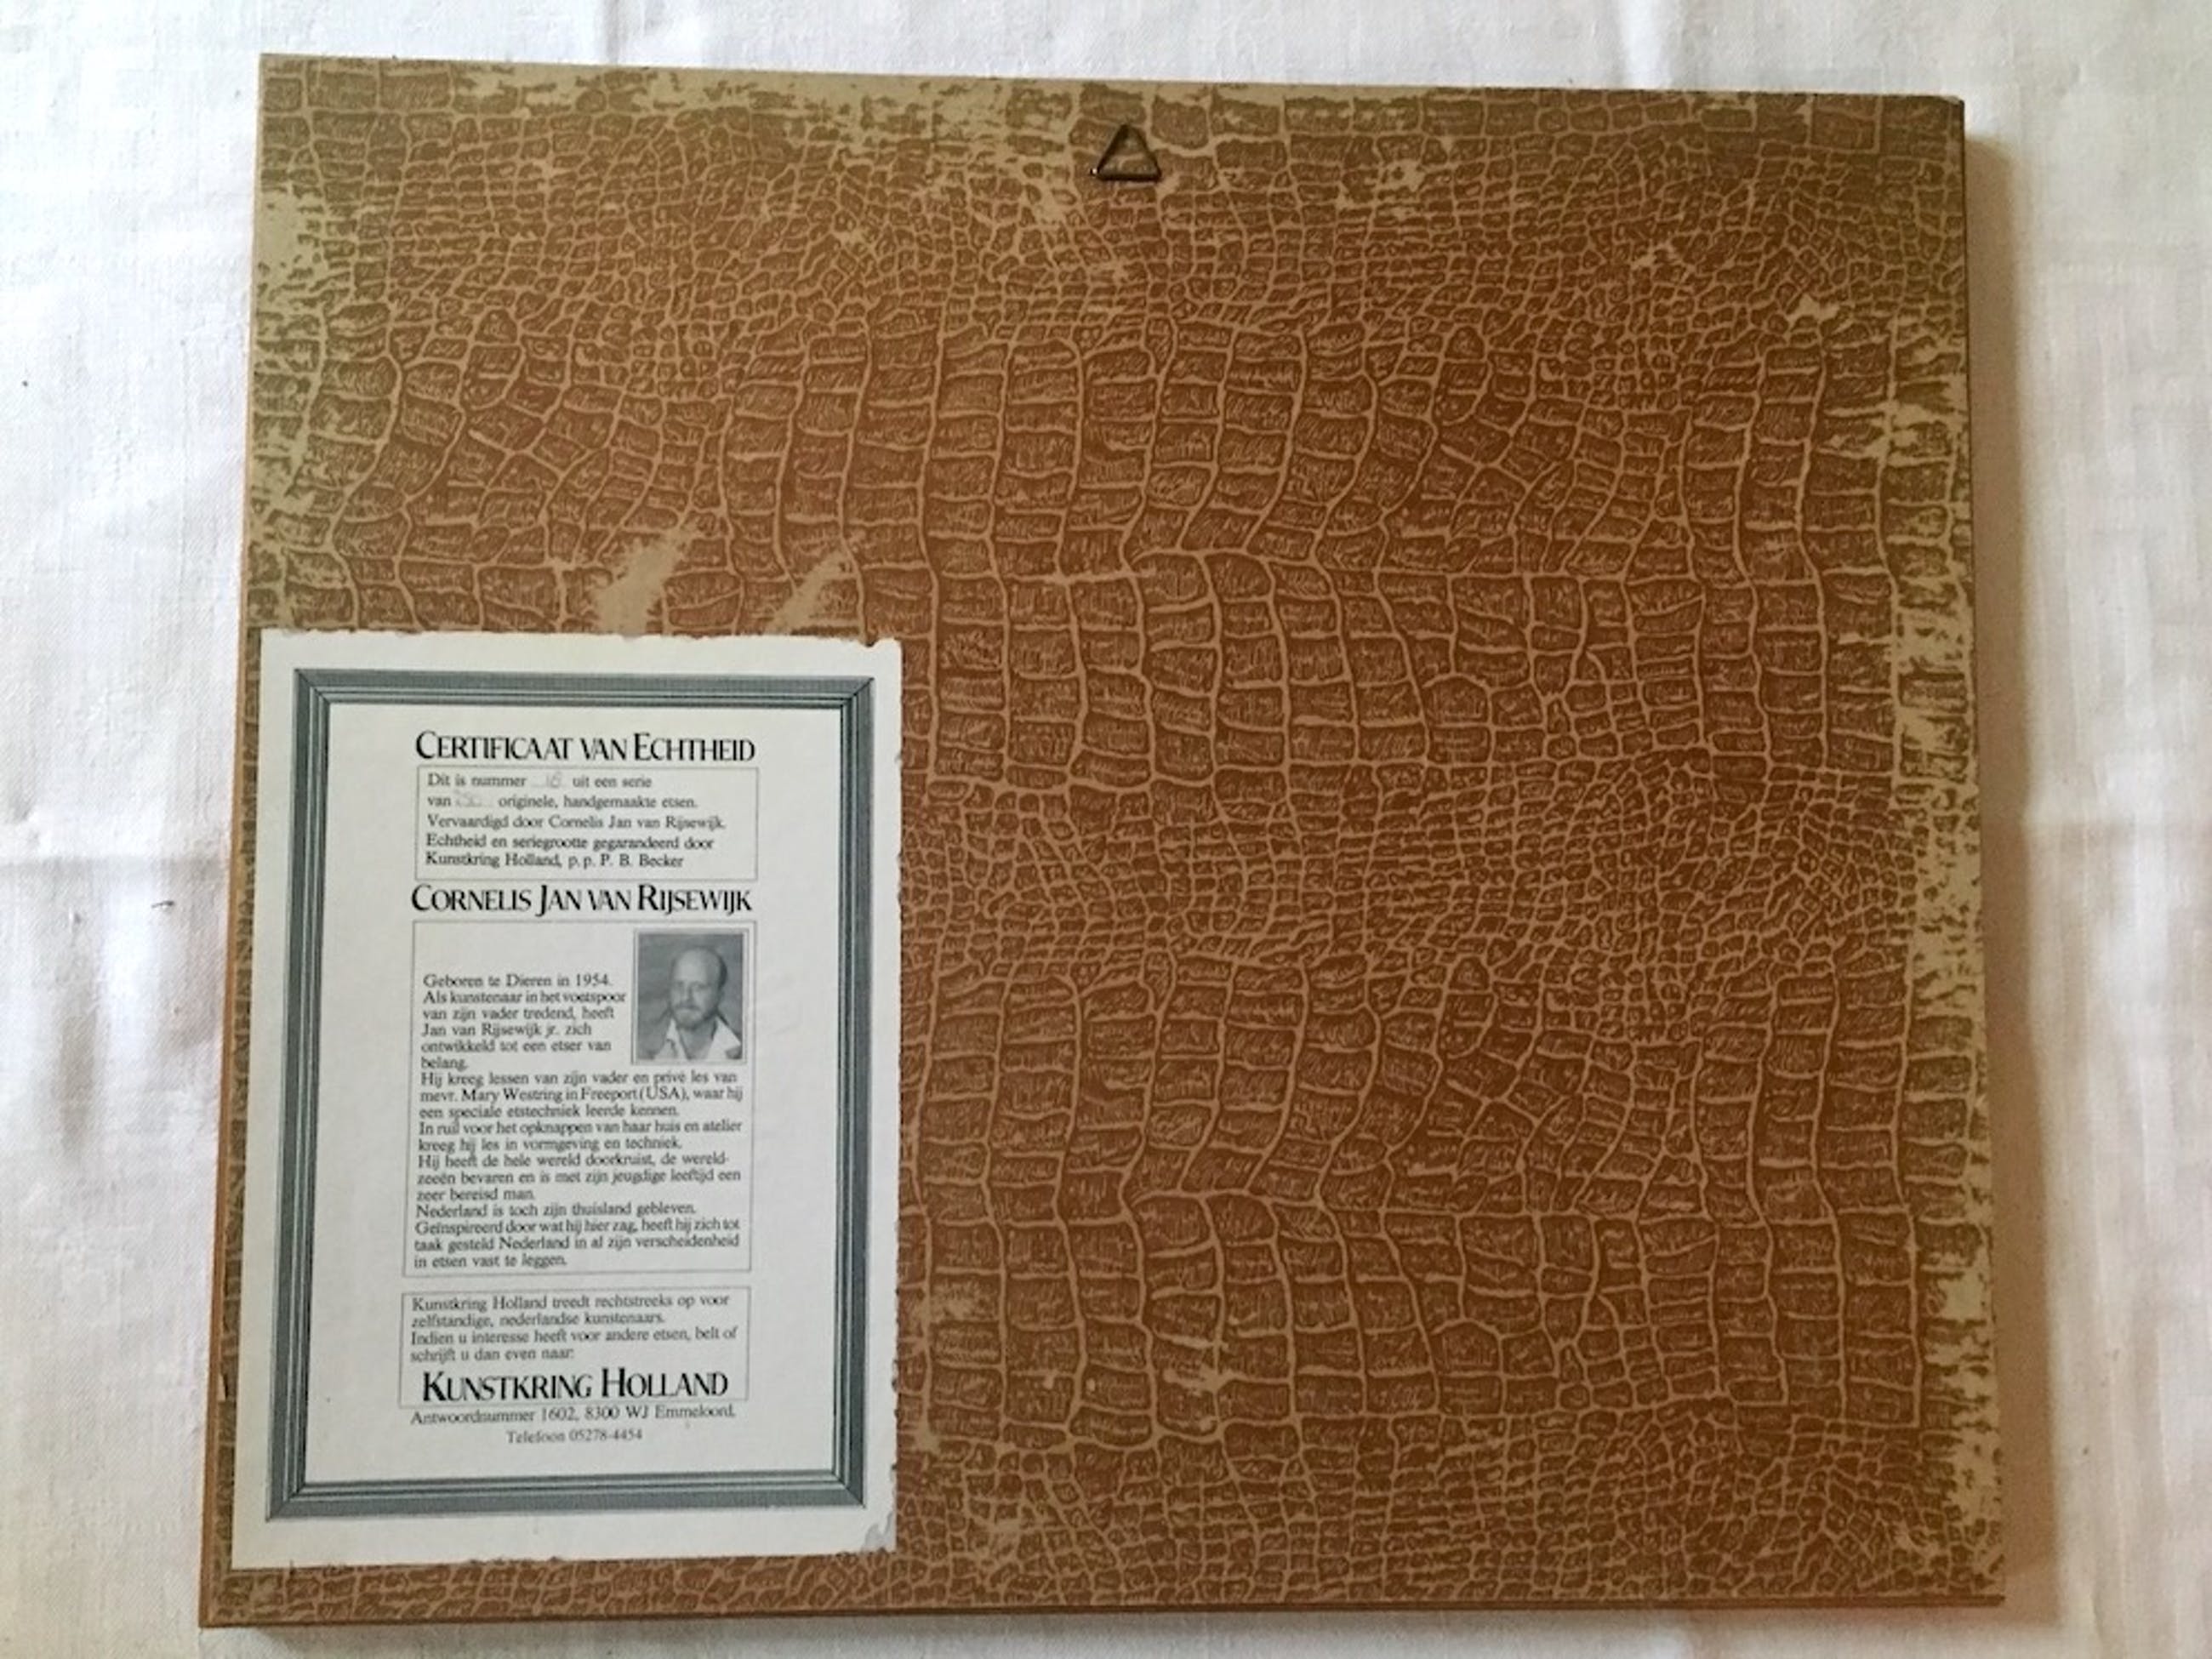 CERTIFICAAT VAN ECHTHEID
Dit is nummer 18 uit een serie
van originele, handgemaakte etsen.
Vervaardigd door Cornelis Jan van Rijsewijk.
Echtheid en seriegrootte gegarandeerd door
Kunstkring Holland, p.p. P. B. Becker
CORNELIS JAN VAN RIJSEWIJK
Geboren te Dieren in 1954.
Als kunstenaar in het voetspoor
van zijn vader tredend, heeft
Jan van Rijsewijk jr. zich
ontwikkeld tot een etser van
belang.
Hij kreeg lessen van zijn vader en privé les van
mevr. Mary Westring in Freeport (USA), waar hij
een speciale etstechniek leerde kennen.
In ruil voor het opknappen van haar huis en atelier
kreeg hij les in vormgeving en techniek.
Hij heeft de hele wereld doorkruist, de wereld-
zeeën bevaren en is met zijn jeugdige leeftijd een
zeer bereisd man.
Nederland is toch zijn thuisland gebleven.
Geïnspireerd door wat hij hier zag, heeft hij zich tot
taak gesteld Nederland in al zijn verscheidenheid
in etsen vast te leggen.
Kunstkring Holland treedt rechtstreeks op voor
zelfstandige, nederlandse kunstenaars.
Indien u interesse heeft voor andere etsen, belt of
schrijft u dan even naar:
KUNSTKRING HOLLAND
Antwoordnummer 1602, 8300 WJ Emmeloord,
Telefoon 05278-4454